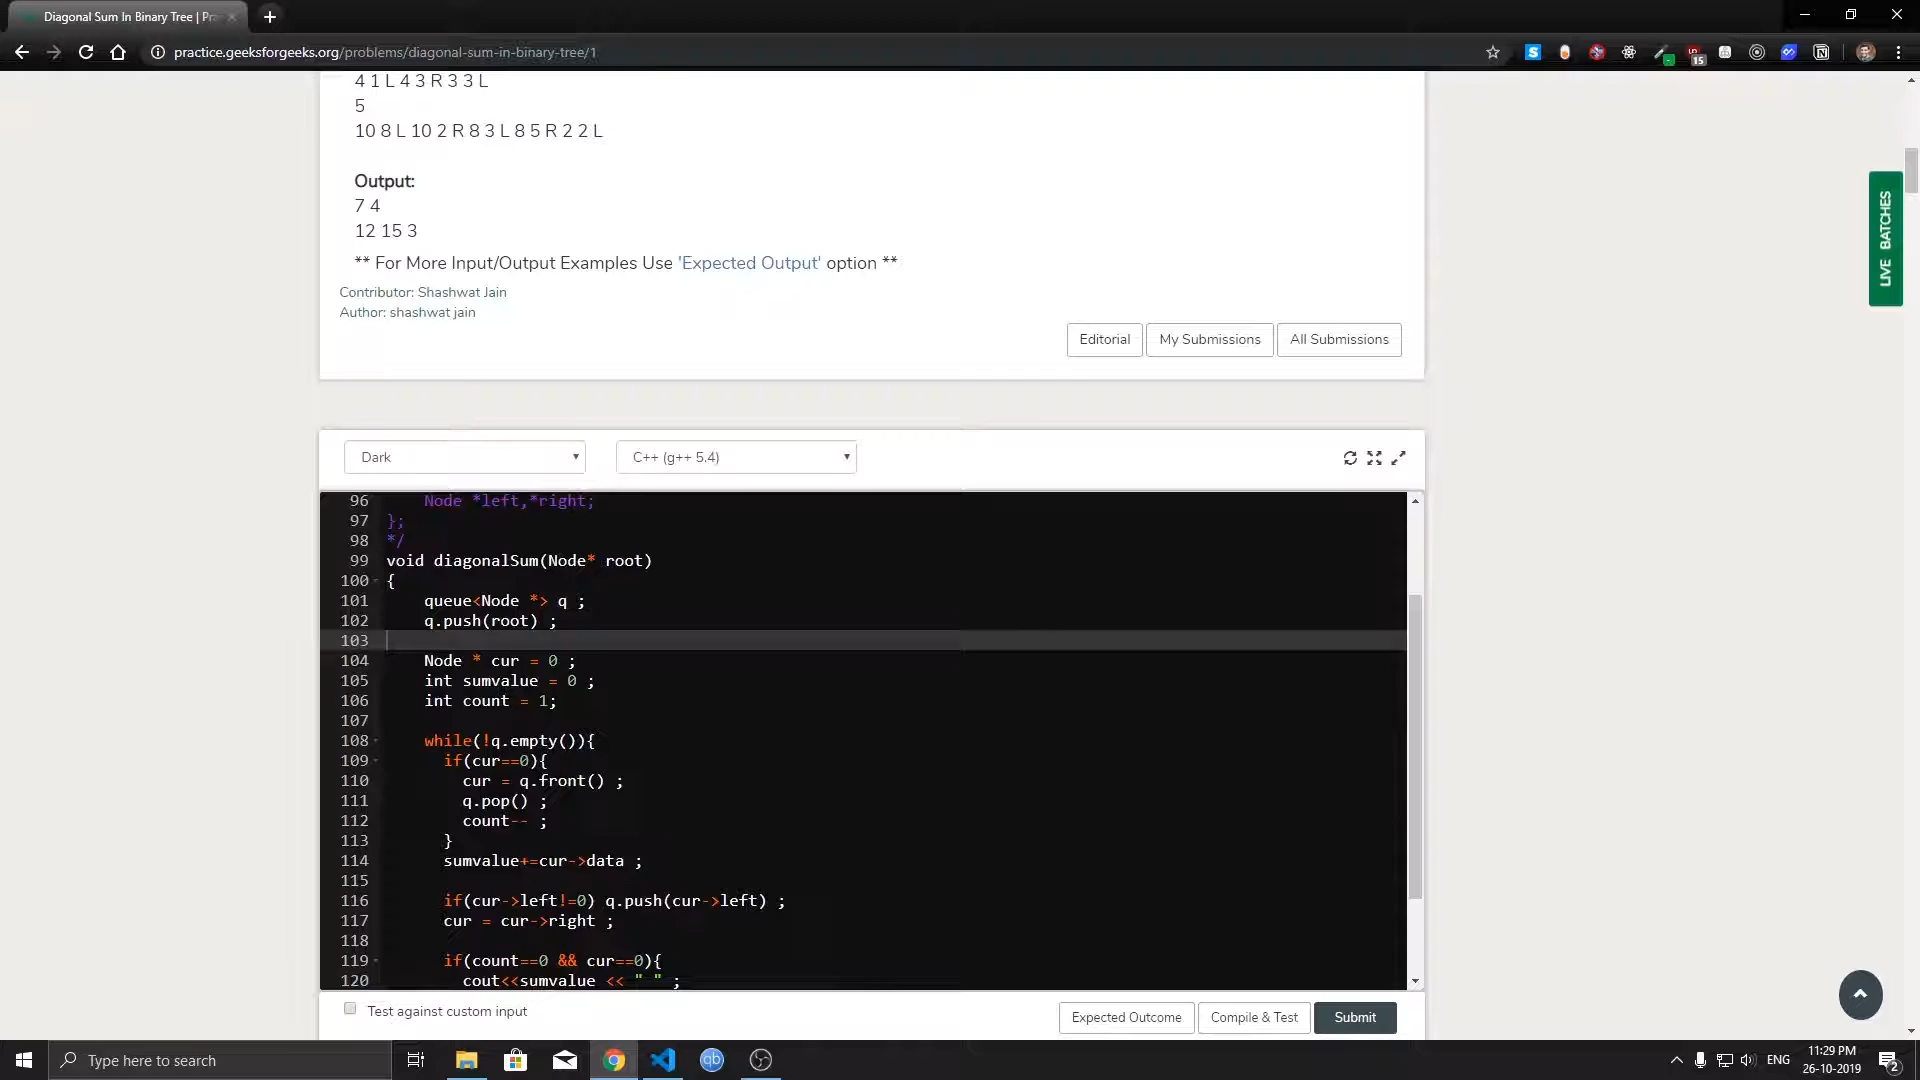 Diagonal Sum In Binary Tree | Pra
practice.geeksforgeeks.org/problems/diagonal-sum-in-binary-tree/1
15
4 1 L 4 3 R 3 3 L
5
10 8 L 10 2 R 8 3 L 8 5 R 2 2 L
Output:
7 4
12 15 3
** For More Input/Output Examples Use 'Expected Output' option **
Contributor: Shashwat Jain
Author: shashwat jain
Editorial My Submissions All Submissions
LIVE BATCHES
Dark C++ (g++ 5.4)
96 Node *left,*right;
97 };
98 */
99 void diagonalSum(Node* root)
100 {
101 queue<Node *> q ;
102 q.push(root) ;
103
104 Node * cur = 0 ;
105 int sumvalue = 0 ;
106 int count = 1;
107
108 while(!q.empty()){
109 if(cur==0){
110 cur = q.front() ;
111 q.pop() ;
112 count-- ;
113 }
114 sumvalue+=cur->data ;
115
116 if(cur->left!=0) q.push(cur->left) ;
117 cur = cur->right ;
118
119 if(count==0 && cur==0){
120 cout<<sumvalue << " " ;
Test against custom input
Expected Outcome Compile & Test Submit
Type here to search
qb
ENG
11:29 PM
26-10-2019
2